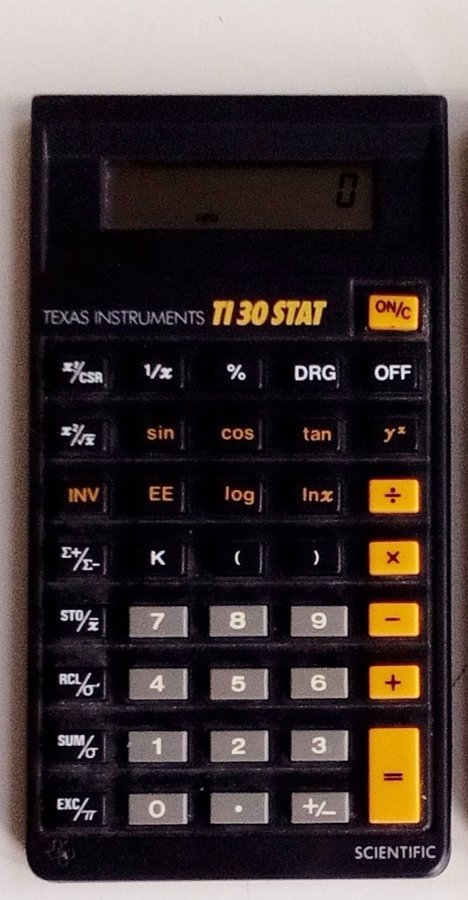 0
TEXAS INSTRUMENTS TI 30 STAT ON/C
x³/CSR 1/x % DRG OFF
x²/√x sin cos tan yˣ
INV EE log lnx ÷
Σ+/Σ- K ( ) ×
STO/x̄ 7 8 9 −
RCL/σ 4 5 6 +
SUM/σ 1 2 3
=
EXC/π 0 . +/−
SCIENTIFIC